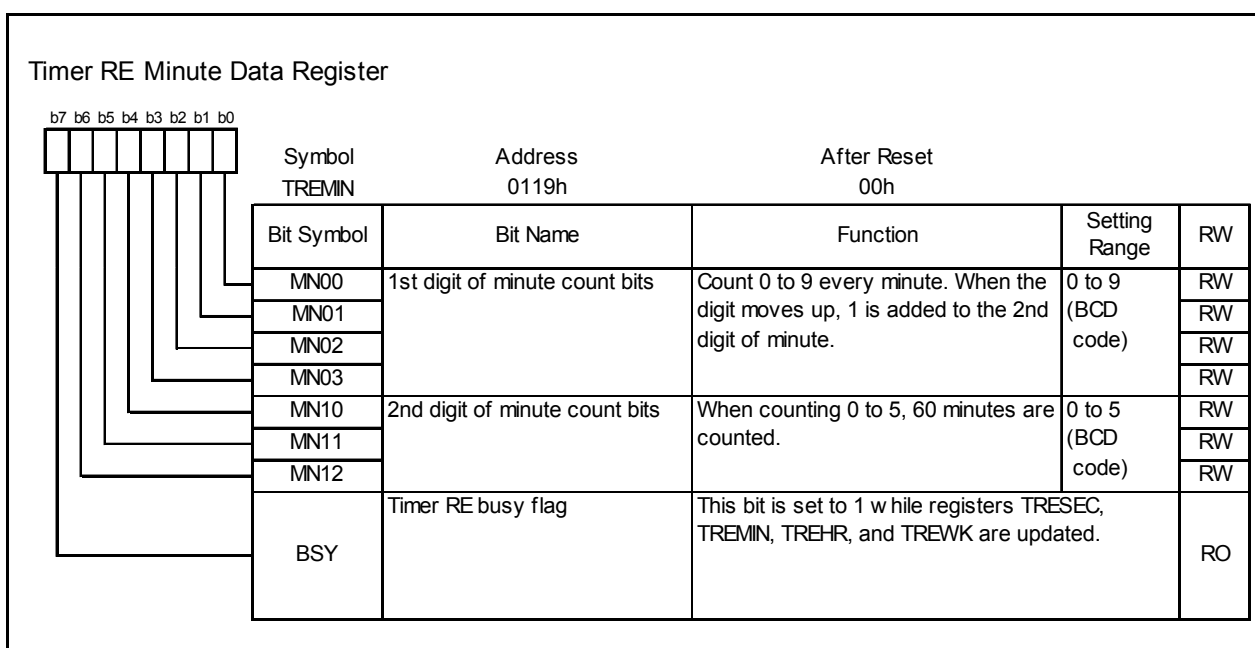 Timer RE Minute Data Register
b7 b6 b5 b4 b3 b2 b1 b0
Symbol Address After Reset
TREMIN 0119h 00h
Bit Symbol Bit Name Function Setting Range RW
MN00 1st digit of minute count bits Count 0 to 9 every minute. When the 0 to 9 RW
MN01 digit moves up, 1 is added to the 2nd (BCD RW
MN02 digit of minute. code) RW
MN03 RW
MN10 2nd digit of minute count bits When counting 0 to 5, 60 minutes are 0 to 5 RW
MN11 counted. (BCD RW
MN12 code) RW
Timer RE busy flag This bit is set to 1 w hile registers TRESEC,
TREMIN, TREHR, and TREWK are updated.
BSY RO